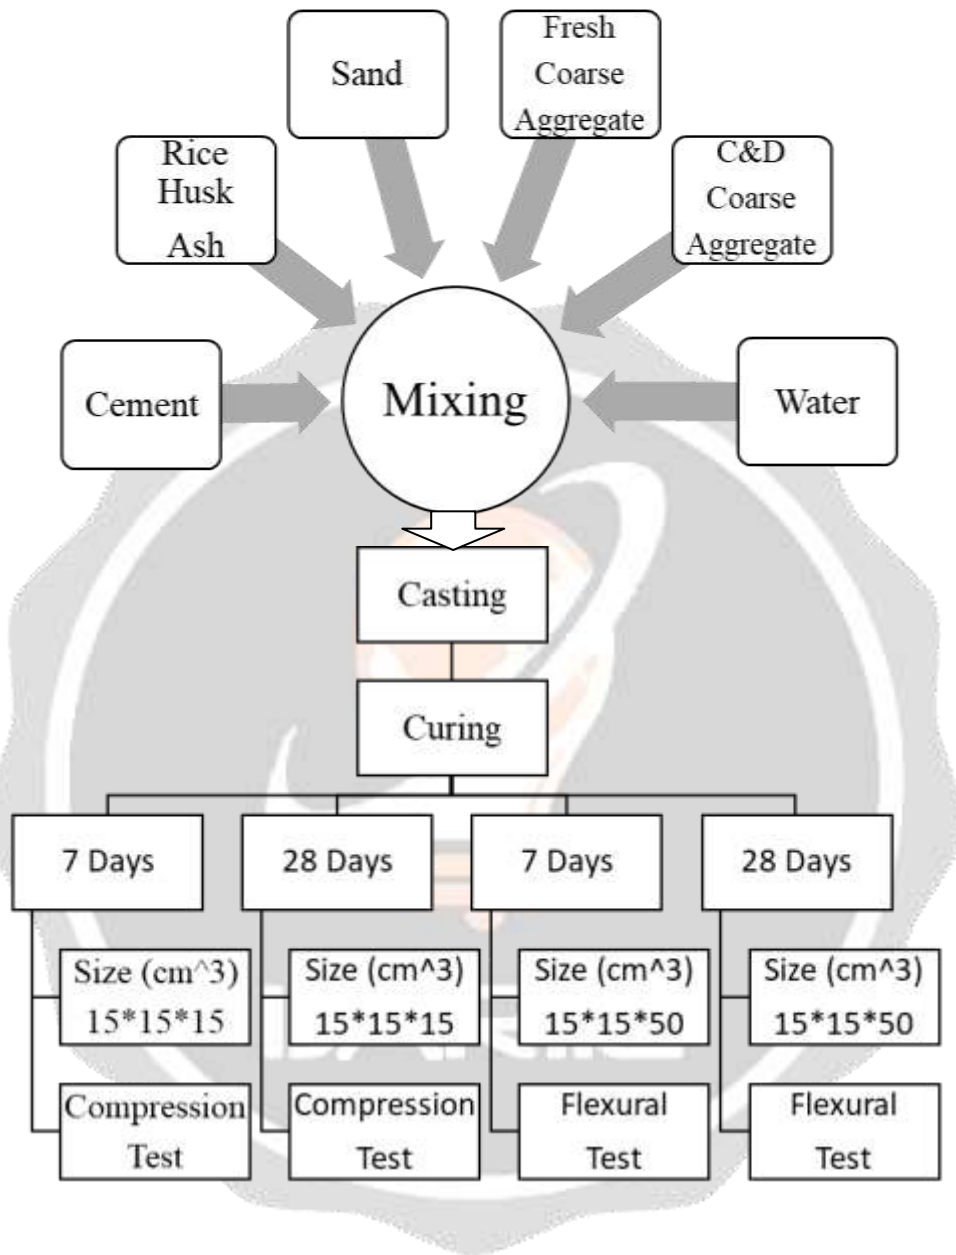 Sand
Fresh
Coarse
Aggregate
Rice
Husk
Ash
C&D
Coarse
Aggregate
Cement
Mixing
Water
Casting
Curing
7 Days
28 Days
7 Days
28 Days
Size (cm^3)
15*15*15
Size (cm^3)
15*15*15
Size (cm^3)
15*15*50
Size (cm^3)
15*15*50
Compression
Test
Compression
Test
Flexural
Test
Flexural
Test